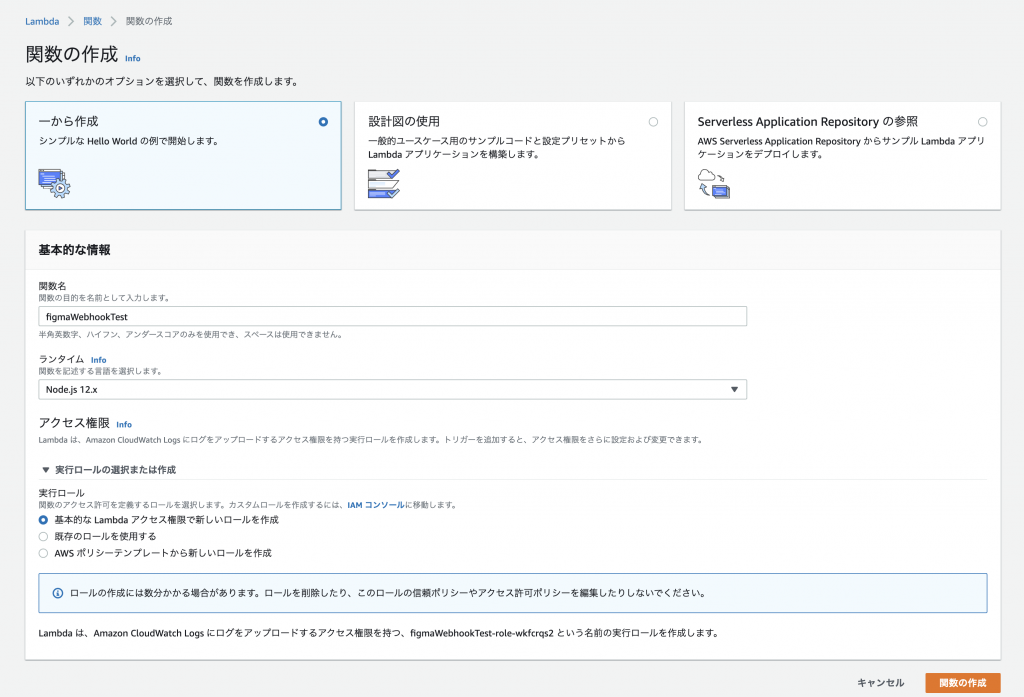 Lambda > 関数 > 関数の作成
関数の作成 Info
以下のいずれかのオプションを選択して、関数を作成します。
一から作成
シンプルな Hello World の例で開始します。
設計図の使用
一般的ユースケース用のサンプルコードと設定プリセットから
Lambda アプリケーションを構築します。
Serverless Application Repository の参照
AWS Serverless Application Repository からサンプル Lambda アプリ
ケーションをデプロイします。
基本的な情報
関数名
関数の目的を名前として入力します。
figmaWebhookTest
半角英数字、ハイフン、アンダースコアのみを使用でき、スペースは使用できません。
ランタイム Info
関数を記述する言語を選択します。
Node.js 12.x
アクセス権限 Info
Lambda は、Amazon CloudWatch Logs にログをアップロードするアクセス権限を持つ実行ロールを作成します。トリガーを追加すると、アクセス権限をさらに設定および変更できます。
▼ 実行ロールの選択または作成
実行ロール
関数のアクセス許可を定義するロールを選択します。カスタムロールを作成するには、IAM コンソールに移動します。
基本的な Lambda アクセス権限で新しいロールを作成
既存のロールを使用する
AWS ポリシーテンプレートから新しいロールを作成
ロールの作成には数分かかる場合があります。ロールを削除したり、このロールの信頼ポリシーやアクセス許可ポリシーを編集したりしないでください。
Lambda は、Amazon CloudWatch Logs にログをアップロードするアクセス権限を持つ、figmaWebhookTest-role-wkfcrqs2 という名前の実行ロールを作成します。
キャンセル
関数の作成